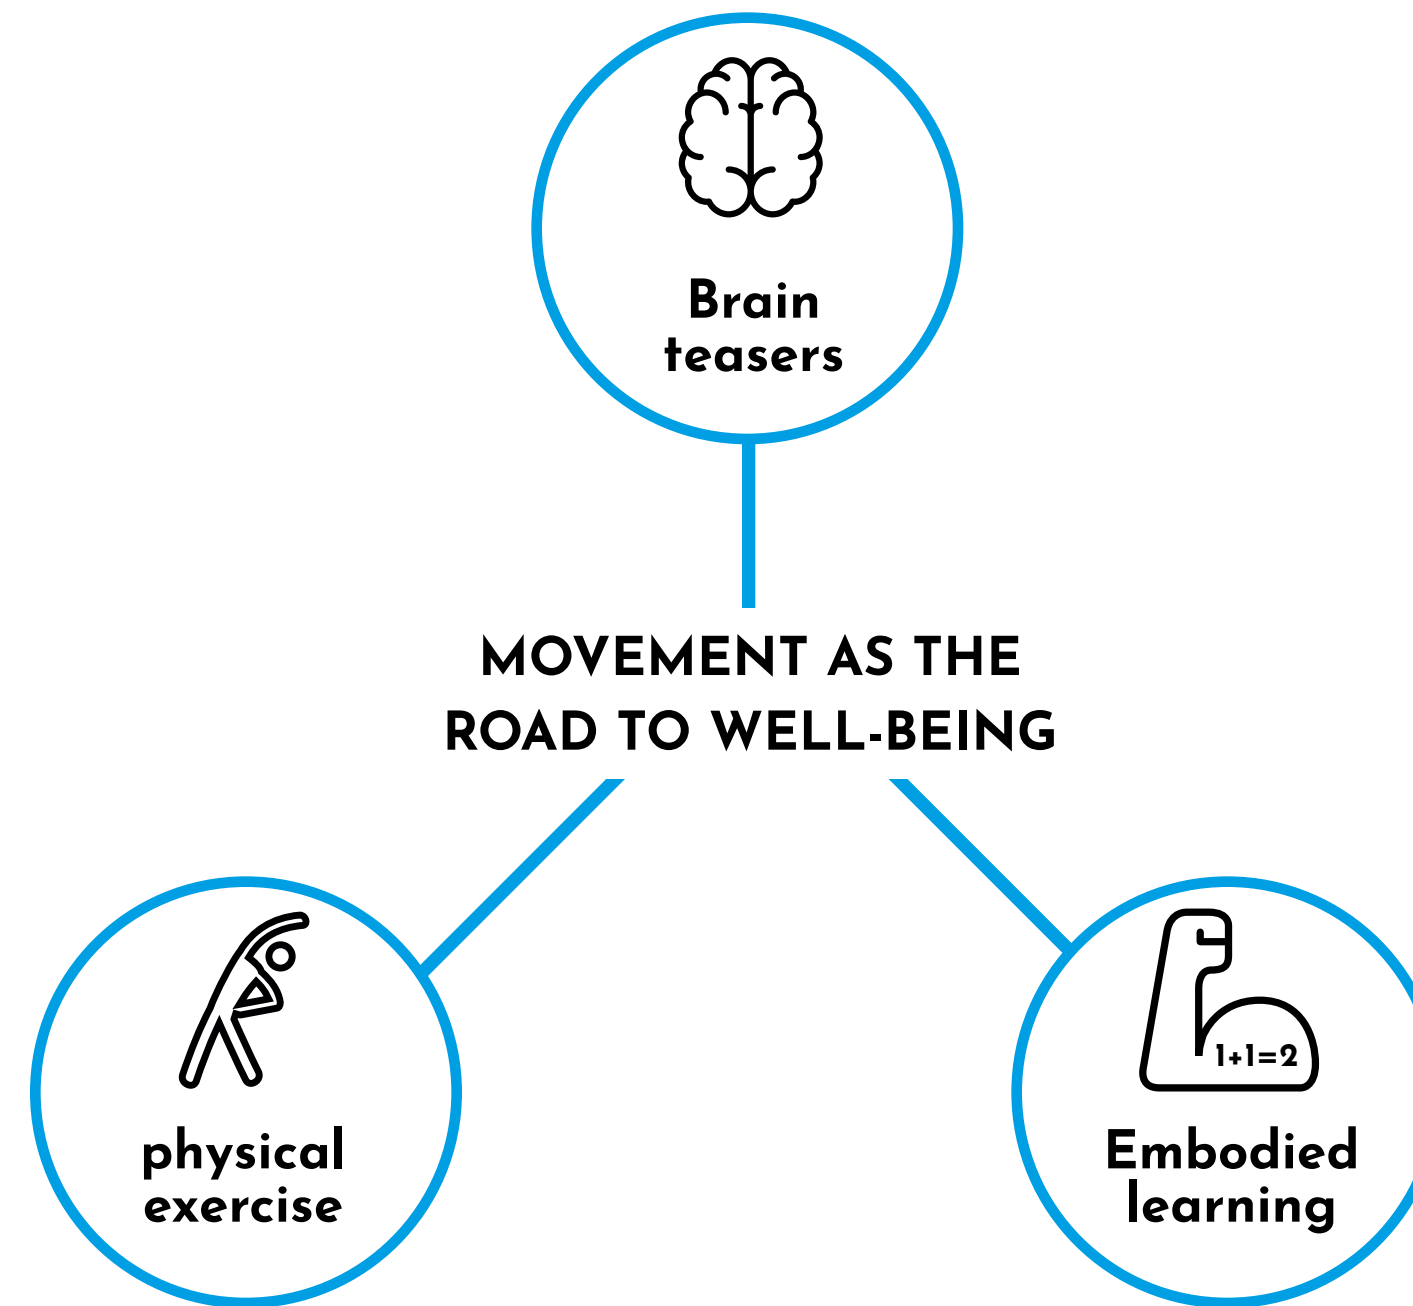 Brain
teasers
MOVEMENT AS THE
ROAD TO WELL-BEING
physical
exercise
1+1=2
Embodied
learning